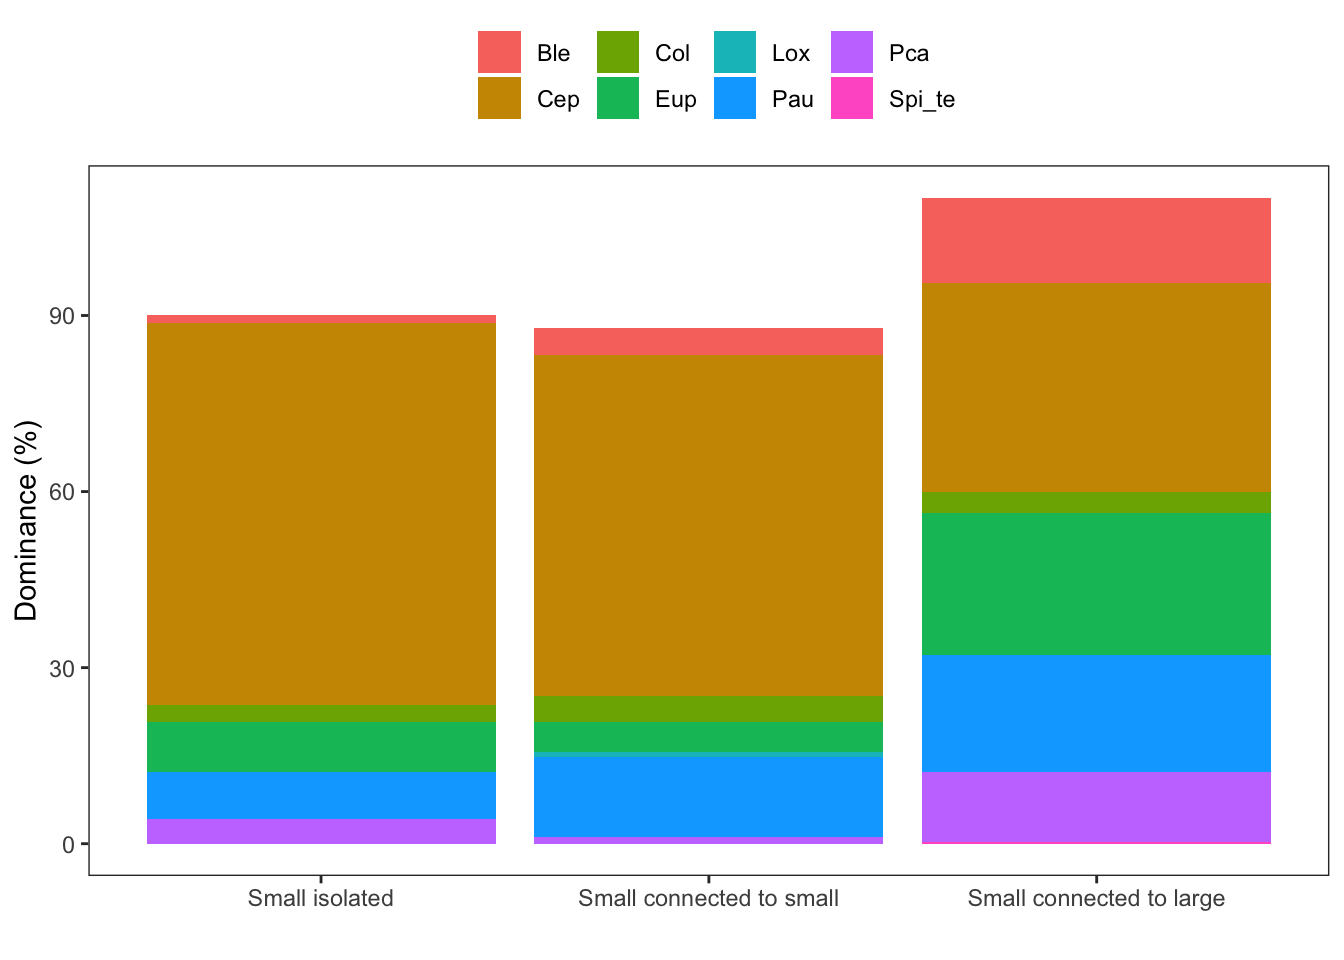 Ble Col Lox Pca
Cep Eup Pau Spi_te
Dominance (%)
90
60
30
0
Small isolated Small connected to small Small connected to large